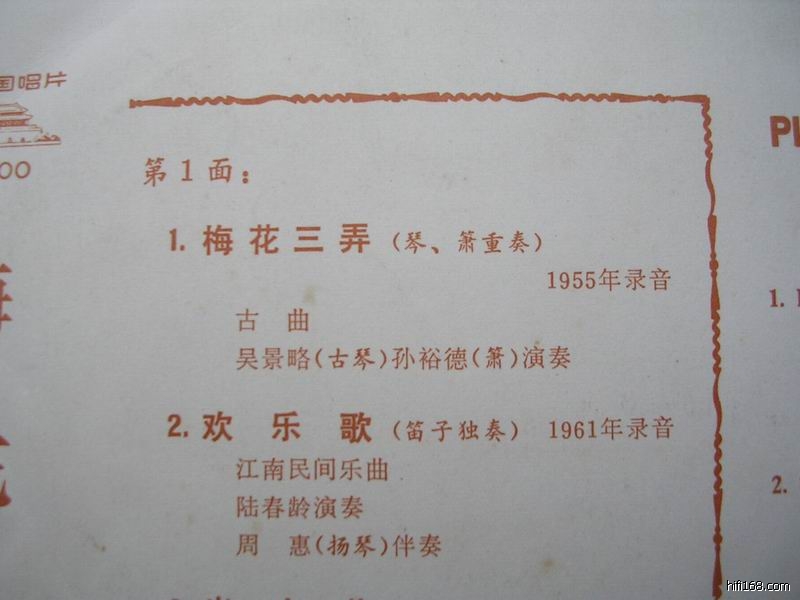 国唱片
00
第1面：
1. 梅花三弄（琴、箫重奏）
1955年录音
古 曲
吴景略（古琴）孙裕德（箫）演奏
2. 欢乐歌（笛子独奏） 1961年录音
江南民间乐曲
陆春龄演奏
周 惠（扬琴）伴奏
1.
2.
hifi168.com